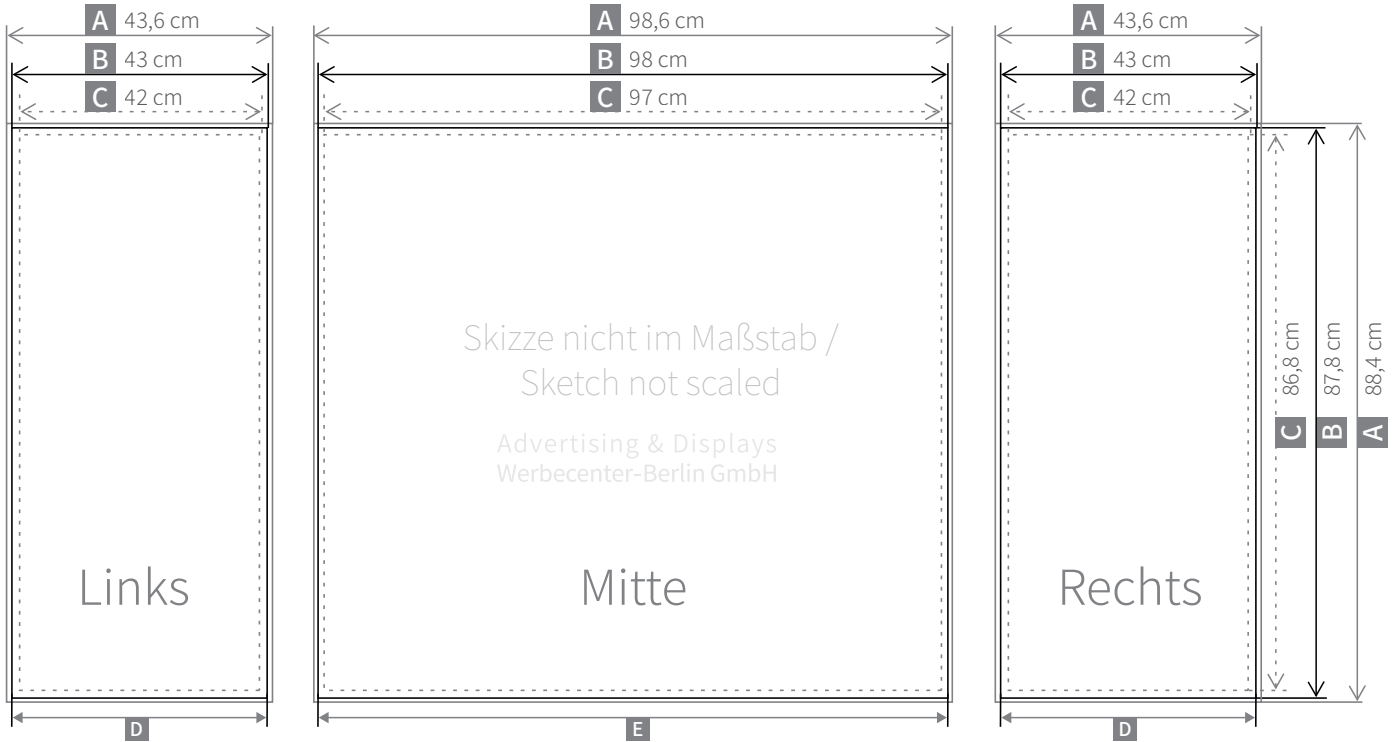 A 43,6 cm
B 43 cm
C 42 cm
A 98,6 cm
B 98 cm
C 97 cm
A 43,6 cm
B 43 cm
C 42 cm
C 86,8 cm
B 87,8 cm
A 88,4 cm
Skizze nicht im Maßstab /
Sketch not scaled
Advertising & Displays
Werbecenter-Berlin GmbH
Links
Mitte
Rechts
D
E
D